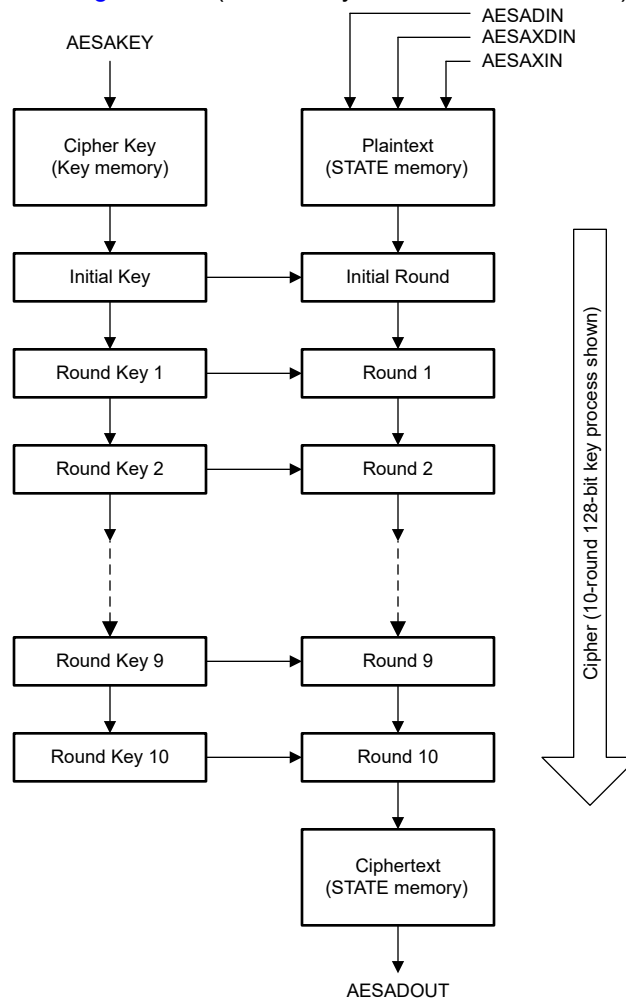 AESADIN
AESAKEY
AESAXDIN
AESAXIN
Cipher Key
(Key memory)
Plaintext
(STATE memory)
Initial Key
Initial Round
Round Key 1
Round 1
Round Key 2
Round 2
Cipher (10-round 128-bit key process shown)
Round Key 9
Round 9
Round Key 10
Round 10
Ciphertext
(STATE memory)
AESADOUT